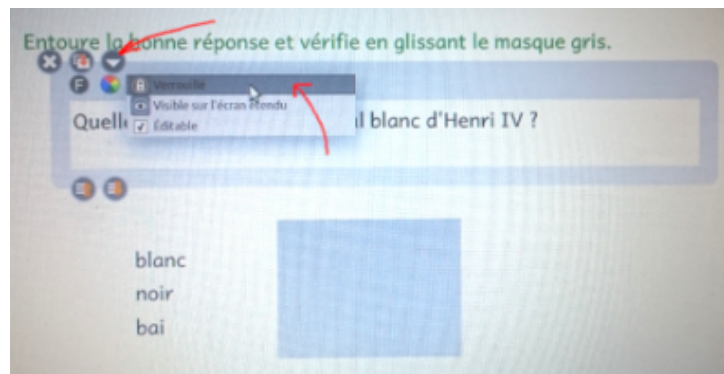 Entoure la bonne réponse et vérifie en glissant le masque gris.
F
Verrouillé
Visible sur l'écran étendu
Quelle
l blanc d'Henri IV ?
Éditable
blanc
noir
bai